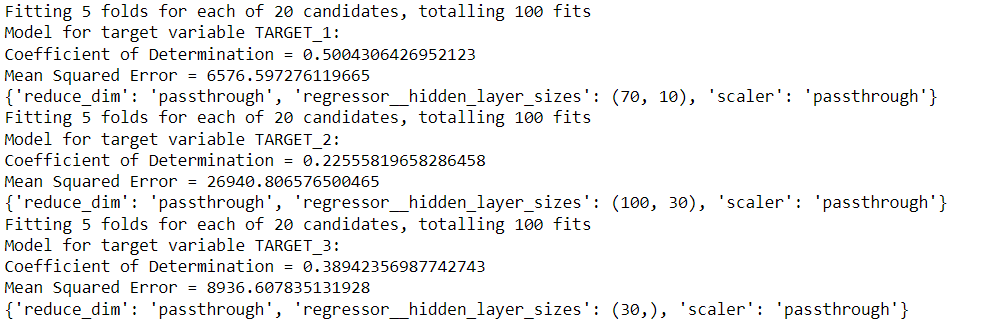 Fitting 5 folds for each of 20 candidates, totalling 100 fits
Model for target variable TARGET_1:
Coefficient of Determination = 0.5004306426952123
Mean Squared Error = 6576.597276119665
{'reduce_dim': 'passthrough', 'regressor__hidden_layer_sizes': (70, 10), 'scaler': 'passthrough'}
Fitting 5 folds for each of 20 candidates, totalling 100 fits
Model for target variable TARGET_2:
Coefficient of Determination = 0.22555819658286458
Mean Squared Error = 26940.806576500465
{'reduce_dim': 'passthrough', 'regressor__hidden_layer_sizes': (100, 30), 'scaler': 'passthrough'}
Fitting 5 folds for each of 20 candidates, totalling 100 fits
Model for target variable TARGET_3:
Coefficient of Determination = 0.38942356987742743
Mean Squared Error = 8936.607835131928
{'reduce_dim': 'passthrough', 'regressor__hidden_layer_sizes': (30,), 'scaler': 'passthrough'}